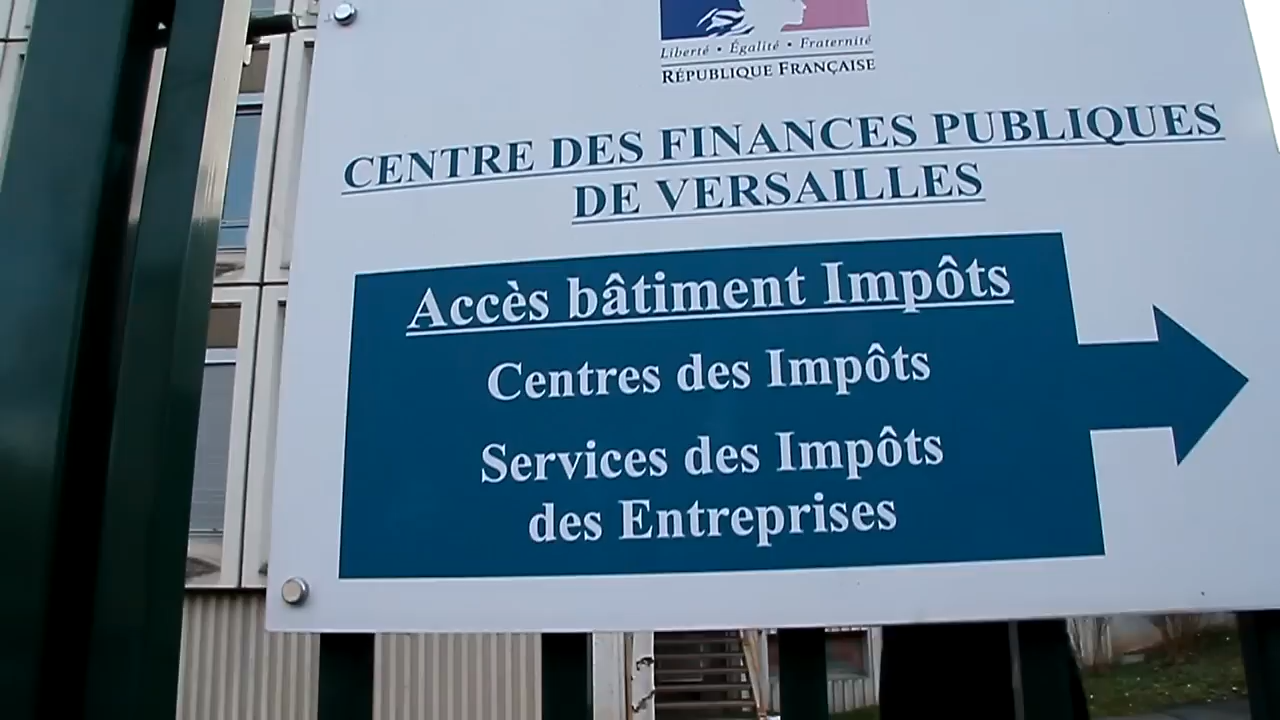 Liberté • Égalité • Fraternité
RÉPUBLIQUE FRANÇAISE
CENTRE DES FINANCES PUBLIQUES
DE VERSAILLES
Accès bâtiment Impôts
Centres des Impôts
Services des Impôts
des Entreprises